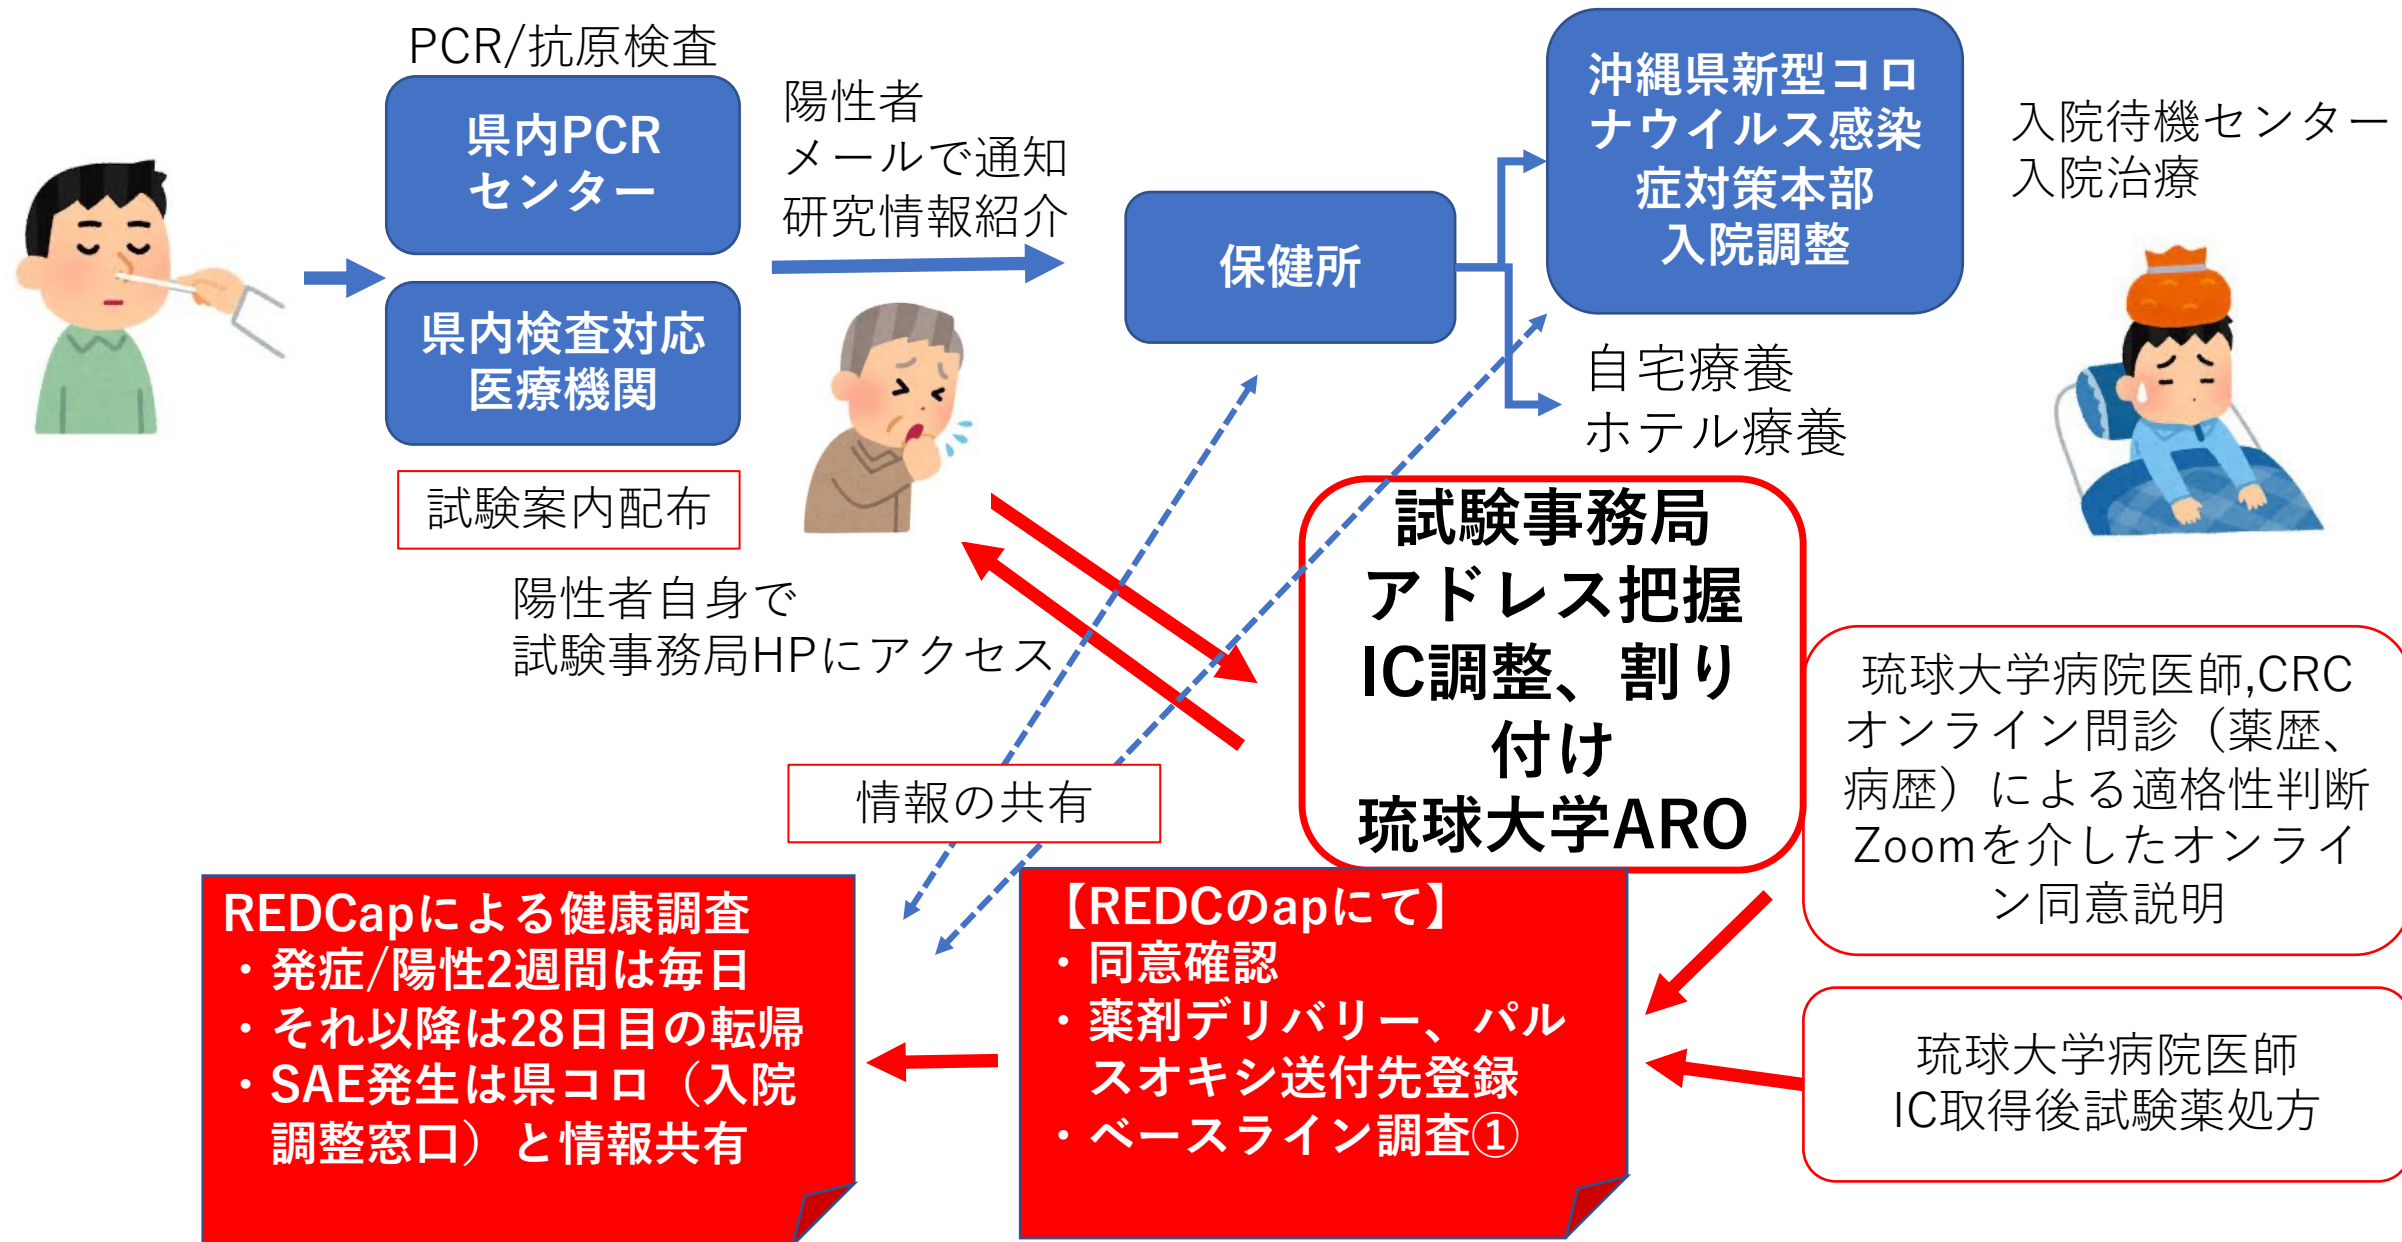 PCR/抗原検査
県内PCR
センター
県内検査対応
医療機関
試験案内配布
陽性者
メールで通知
研究情報紹介
保健所
沖縄県新型コロ
ナウイルス感染
症対策本部
入院調整
入院待機センター
入院治療
自宅療養
ホテル療養
陽性者自身で
試験事務局HPにアクセス
試験事務局
アドレス把握
IC調整、割り
付け
琉球大学ARO
琉球大学病院医師,CRC
オンライン問診（薬歴、
病歴）による適格性判断
Zoomを介したオンライ
ン同意説明
情報の共有
REDCapによる健康調査
・発症/陽性2週間は毎日
・それ以降は28日目の転帰
・SAE発生は県コロ（入院
調整窓口）と情報共有
【REDCのapにて】
・同意確認
・薬剤デリバリー、パル
スオキシ送付先登録
・ベースライン調査①
琉球大学病院医師
IC取得後試験薬処方